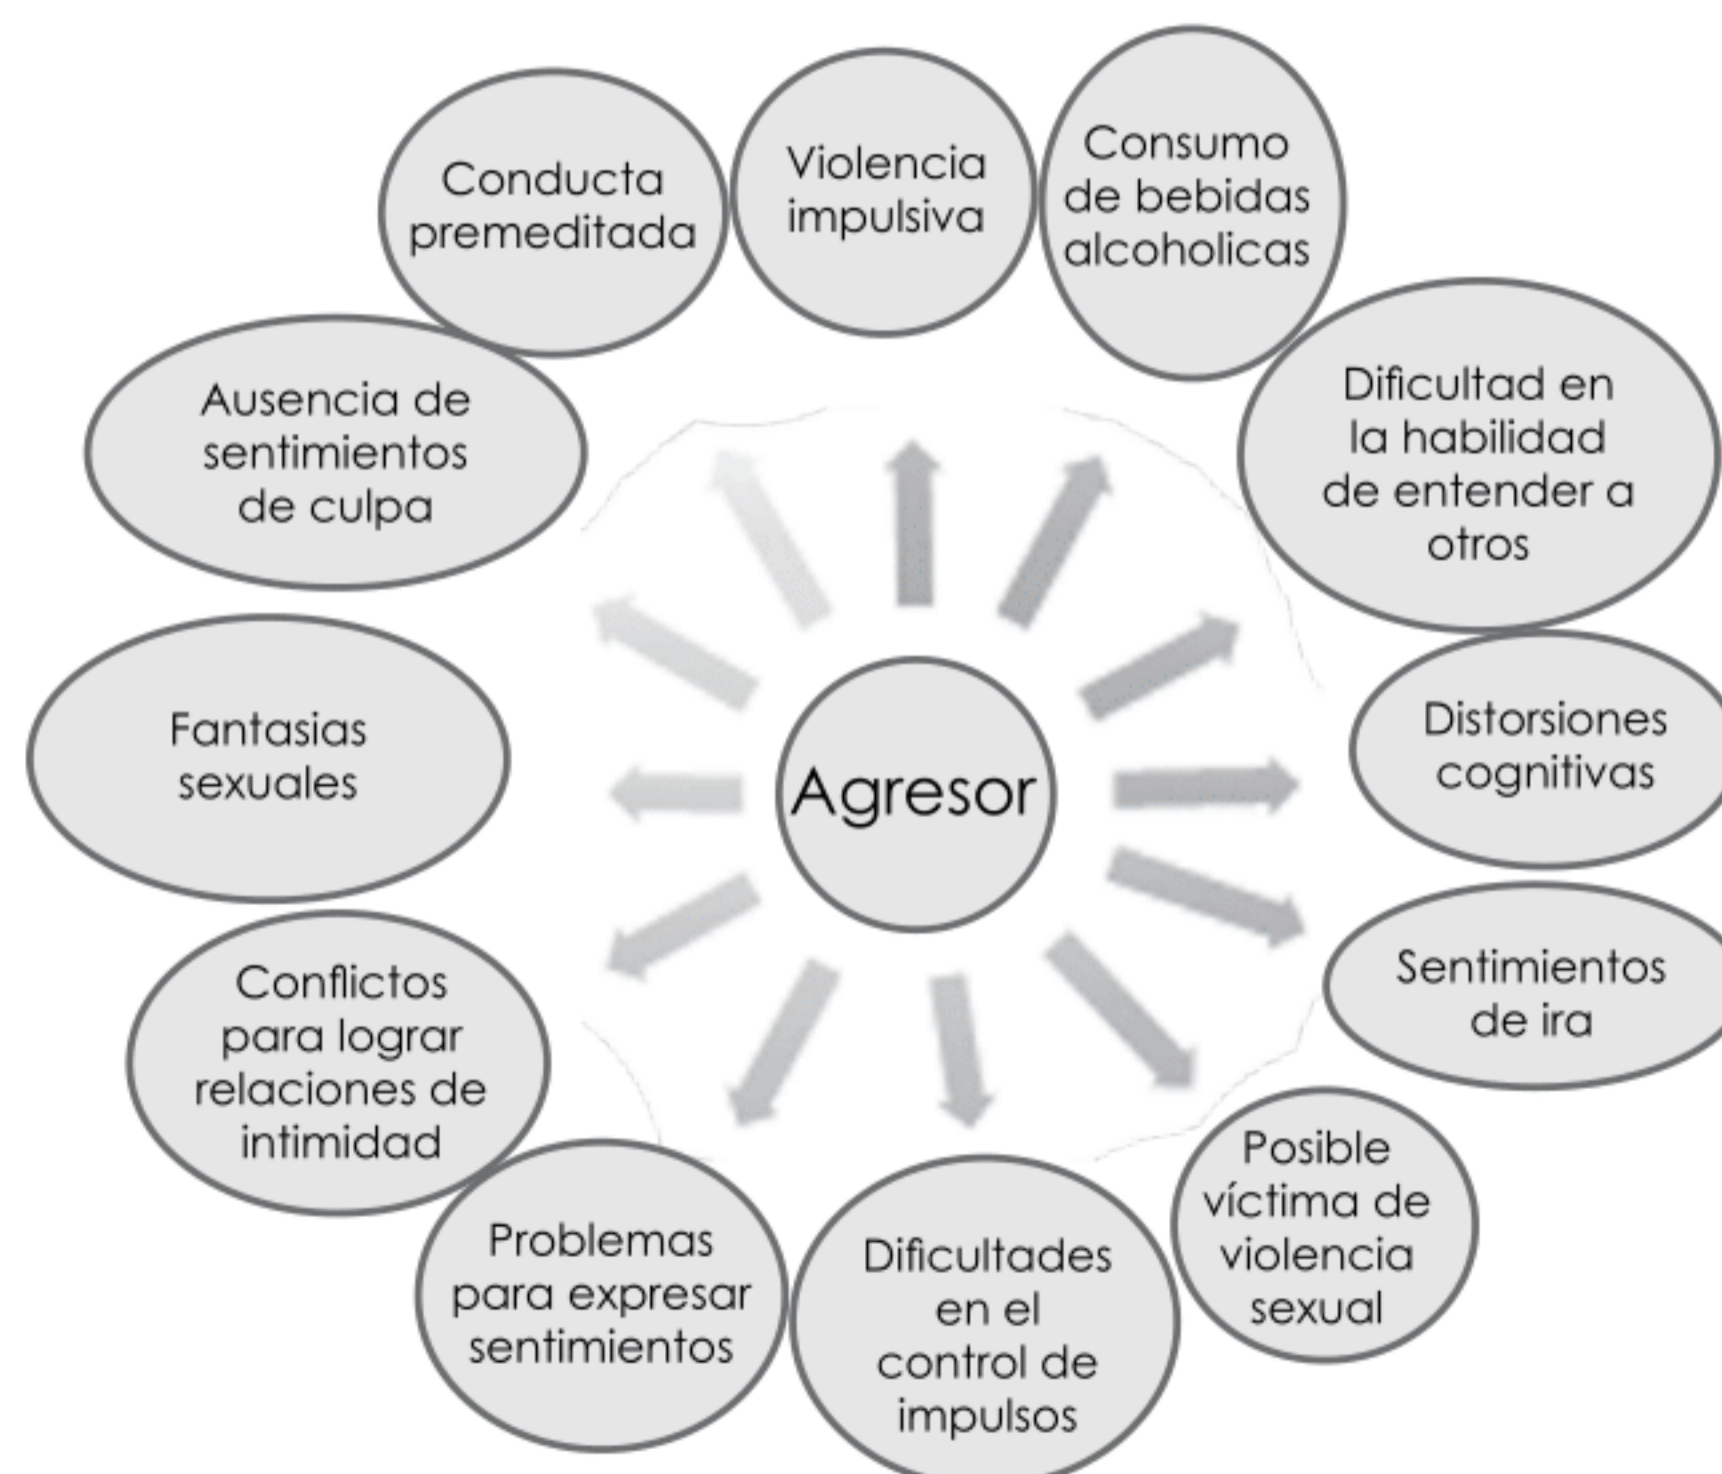 Conducta
premeditada
Violencia
impulsiva
Consumo
de bebidas
alcoholicas
Ausencia de
sentimientos
de culpa
Dificultad en
la habilidad
de entender a
otros
Fantasias
sexuales
Agresor
Distorsiones
cognitivas
Sentimientos
de ira
Conflictos
para lograr
relaciones de
intimidad
Posible
víctima de
violencia
sexual
Problemas
para expresar
sentimientos
Dificultades
en el
control de
impulsos